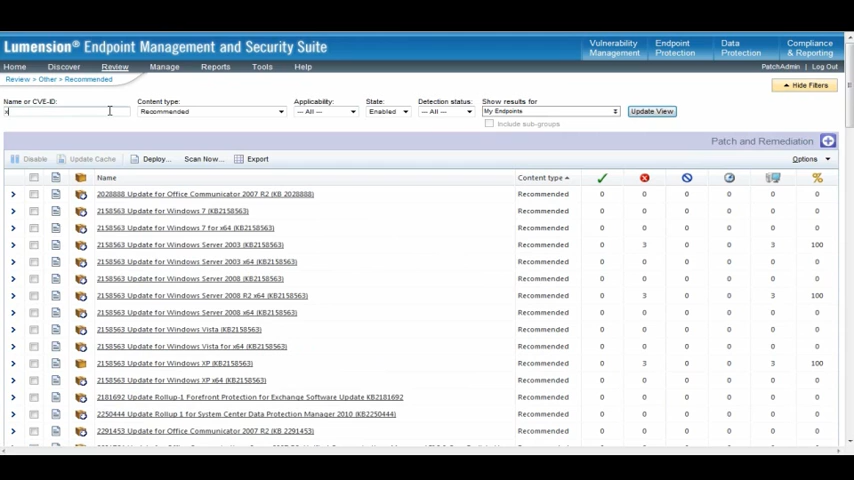 Lumension® Endpoint Management and Security Suite
Vulnerability Management
Endpoint Protection
Data Protection
Compliance & Reporting
Home Discover Review Manage Reports Tools Help
PatchAdmin | Log Out
Review > Other > Recommended
Hide Filters
Name or CVE-ID: Content type: Applicability: State: Detection status: Show results for
x Recommended --- All --- Enabled --- All --- My Endpoints Update View
Include sub-groups
Patch and Remediation
Disable Update Cache Deploy... Scan Now... Export Options
Name Content type %
2028888 Update for Office Communicator 2007 R2 (KB 2028888) Recommended 0 0 0 0 0 0
2158563 Update for Windows 7 (KB2158563) Recommended 0 0 0 0 0 0
2158563 Update for Windows 7 for x64 (KB2158563) Recommended 0 0 0 0 0 0
2158563 Update for Windows Server 2003 (KB2158563) Recommended 0 3 0 0 3 100
2158563 Update for Windows Server 2003 x64 (KB2158563) Recommended 0 0 0 0 0 0
2158563 Update for Windows Server 2008 (KB2158563) Recommended 0 0 0 0 0 0
2158563 Update for Windows Server 2008 R2 x64 (KB2158563) Recommended 0 3 0 0 3 100
2158563 Update for Windows Server 2008 x64 (KB2158563) Recommended 0 0 0 0 0 0
2158563 Update for Windows Vista (KB2158563) Recommended 0 0 0 0 0 0
2158563 Update for Windows Vista for x64 (KB2158563) Recommended 0 0 0 0 0 0
2158563 Update for Windows XP (KB2158563) Recommended 0 3 0 0 3 100
2158563 Update for Windows XP x64 (KB2158563) Recommended 0 0 0 0 0 0
2181692 Update Rollup-1 Forefront Protection for Exchange Software Update KB2181692 Recommended 0 0 0 0 0 0
2250444 Update Rollup 1 for System Center Data Protection Manager 2010 (KB2250444) Recommended 0 0 0 0 0 0
2291453 Update for Office Communicator 2007 R2 (KB 2291453) Recommended 0 0 0 0 0 0